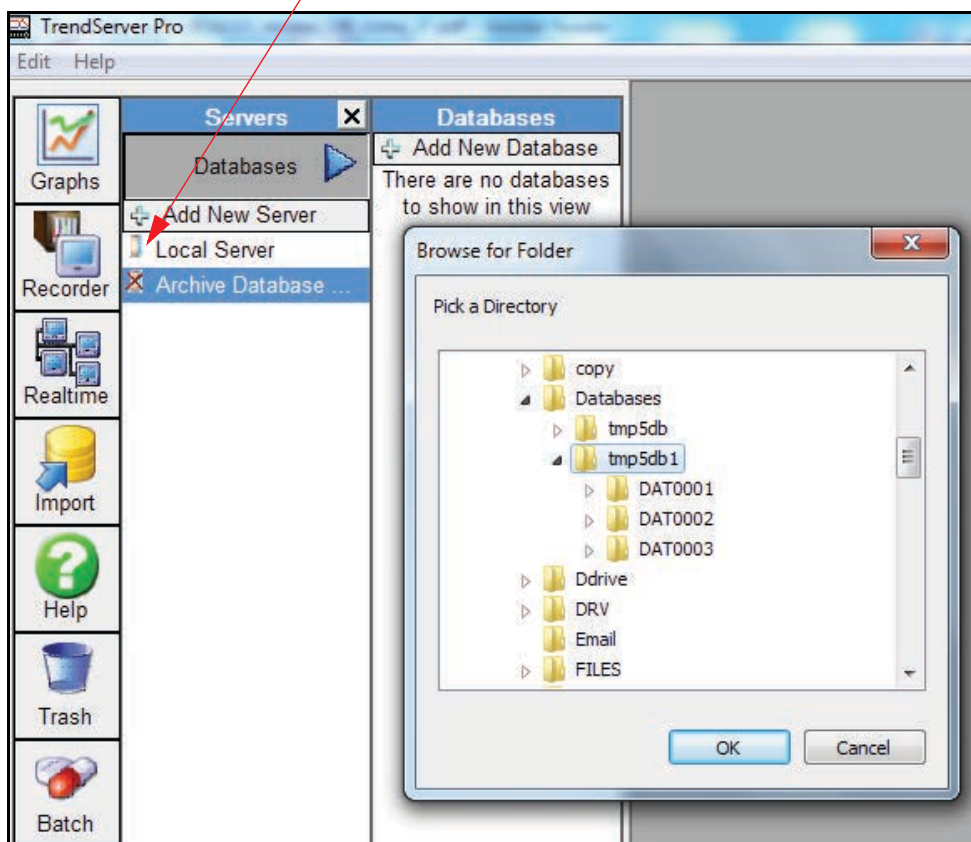 TrendServer Pro
Edit Help
Graphs
Recorder
Realtime
Import
Help
Trash
Batch
Servers
Databases
Add New Server
Local Server
Archive Database ...
Databases
Add New Database
There are no databases
to show in this view
Browse for Folder
Pick a Directory
copy
Databases
tmp5db
tmp5db1
DAT0001
DAT0002
DAT0003
Ddrive
DRV
Email
FILES
OK Cancel